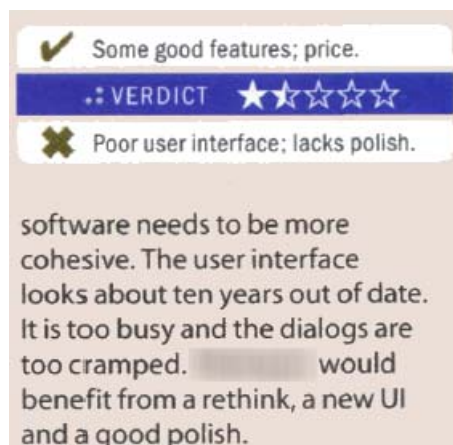 Some good features; price.
.: VERDICT
Poor user interface; lacks polish.
software needs to be more
cohesive. The user interface
looks about ten years out of date.
It is too busy and the dialogs are
too cramped. would
benefit from a rethink, a new UI
and a good polish.